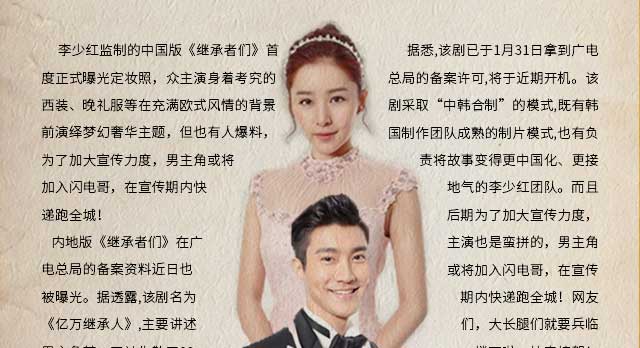 李少红监制的中国版《继承者们》首
度正式曝光定妆照，众主演身着考究的
西装、晚礼服等在充满欧式风情的背景
前演绎梦幻奢华主题，但也有人爆料，
为了加大宣传力度，男主角或将
加入闪电哥，在宣传期内快
递跑全城！
内地版《继承者们》在广
电总局的备案资料近日也
被曝光。据透露,该剧名为
《亿万继承人》,主要讲述
据悉,该剧已于1月31日拿到广电
总局的备案许可,将于近期开机。该
剧采取“中韩合制”的模式,既有韩
国制作团队成熟的制片模式,也有负
责将故事变得更中国化、更接
地气的李少红团队。而且
后期为了加大宣传力度，
主演也是蛮拼的，男主角
或将加入闪电哥，在宣传
期内快递跑全城！网友
们，大长腿们就要兵临